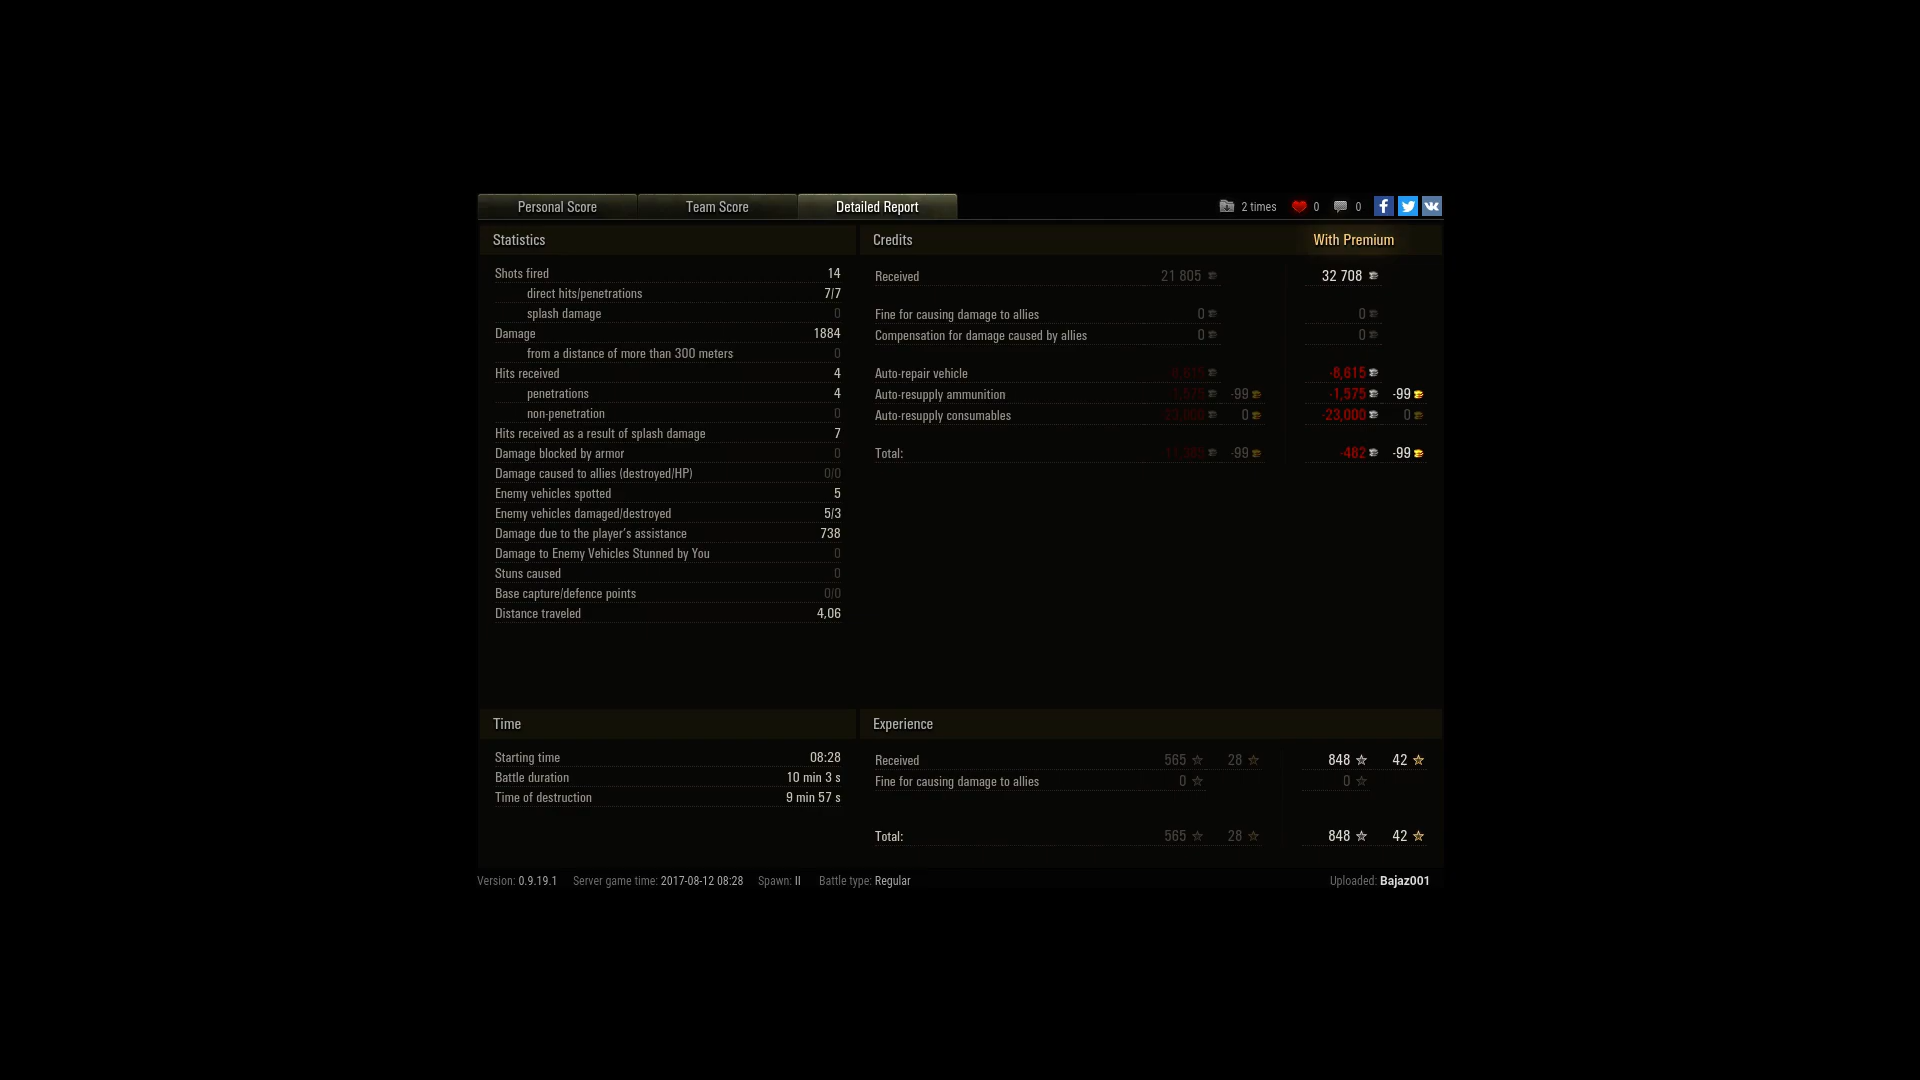 Personal Score Team Score Detailed Report 2 times 0 0
Statistics
Shots fired 14
direct hits/penetrations 7/7
splash damage 0
Damage 1884
from a distance of more than 300 meters 0
Hits received 4
penetrations 4
non-penetration 0
Hits received as a result of splash damage 7
Damage blocked by armor 0
Damage caused to allies (destroyed/HP) 0/0
Enemy vehicles spotted 5
Enemy vehicles damaged/destroyed 5/3
Damage due to the player's assistance 738
Damage to Enemy Vehicles Stunned by You 0
Stuns caused 0
Base capture/defence points 0/0
Distance traveled 4,06
Credits With Premium
Received 21 805 32 708
Fine for causing damage to allies 0 0
Compensation for damage caused by allies 0 0
Auto-repair vehicle -8,615 -8,615
Auto-resupply ammunition -1,575 -99 -1,575 -99
Auto-resupply consumables -23,000 0 -23,000 0
Total: -99 -482 -99
Time
Starting time 08:28
Battle duration 10 min 3 s
Time of destruction 9 min 57 s
Experience
Received 565 28 848 42
Fine for causing damage to allies 0 0
Total: 565 28 848 42
Version: 0.9.19.1 Server game time: 2017-08-12 08:28 Spawn: II Battle type: Regular Uploaded: Bajaz001